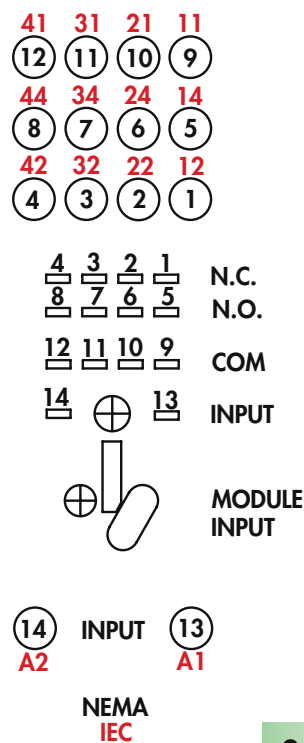 41 31 21 11
12 11 10 9
44 34 24 14
8 7 6 5
42 32 22 12
4 3 2 1
4 3 2 1 N.C.
8 7 6 5 N.O.
12 11 10 9 COM
14 13 INPUT
MODULE
INPUT
14 INPUT 13
A2 A1
NEMA
IEC